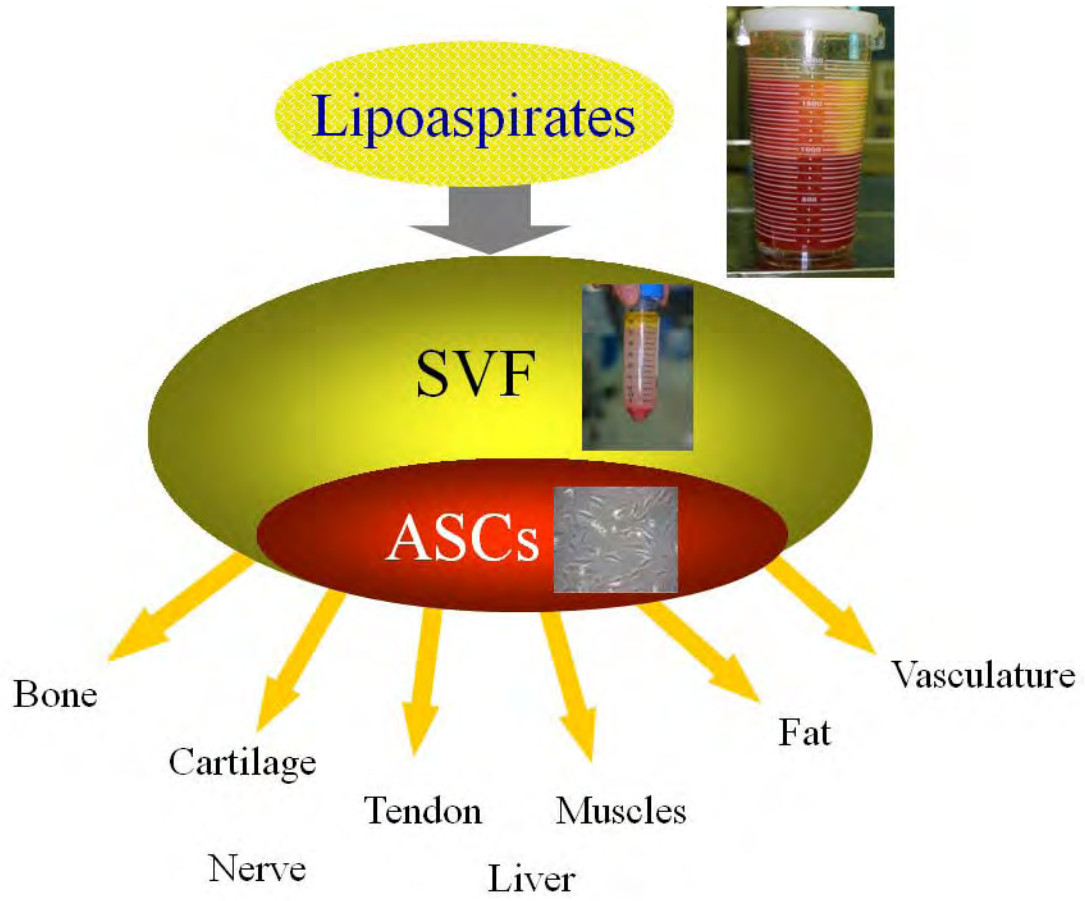 Lipoaspirates
SVF
ASCs
Bone
Cartilage
Tendon
Muscles
Fat
Vasculature
Nerve
Liver